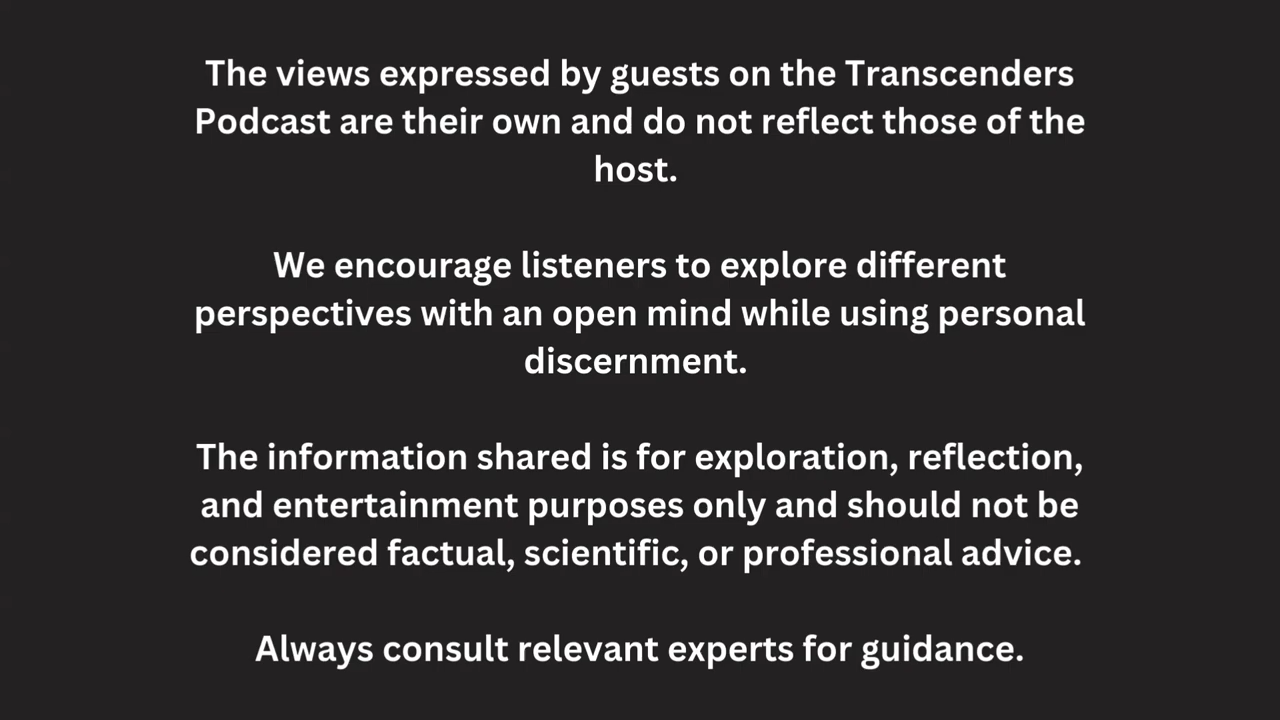 The views expressed by guests on the Transcenders
Podcast are their own and do not reflect those of the
host.
We encourage listeners to explore different
perspectives with an open mind while using personal
discernment.
The information shared is for exploration, reflection,
and entertainment purposes only and should not be
considered factual, scientific, or professional advice.
Always consult relevant experts for guidance.